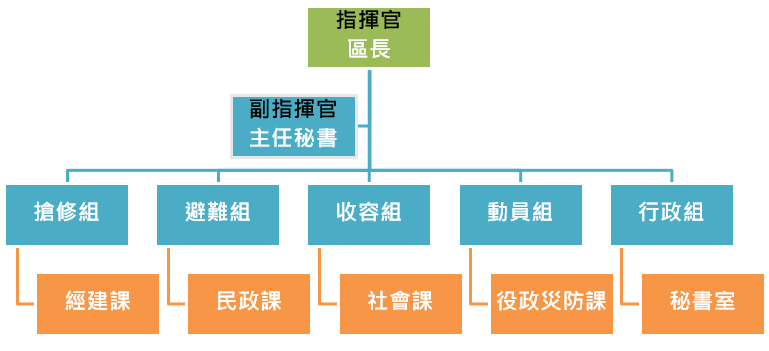 指揮官
區長
副指揮官
主任秘書
搶修組
避難組
收容組
動員組
行政組
經建課
民政課
社會課
役政災防課
秘書室